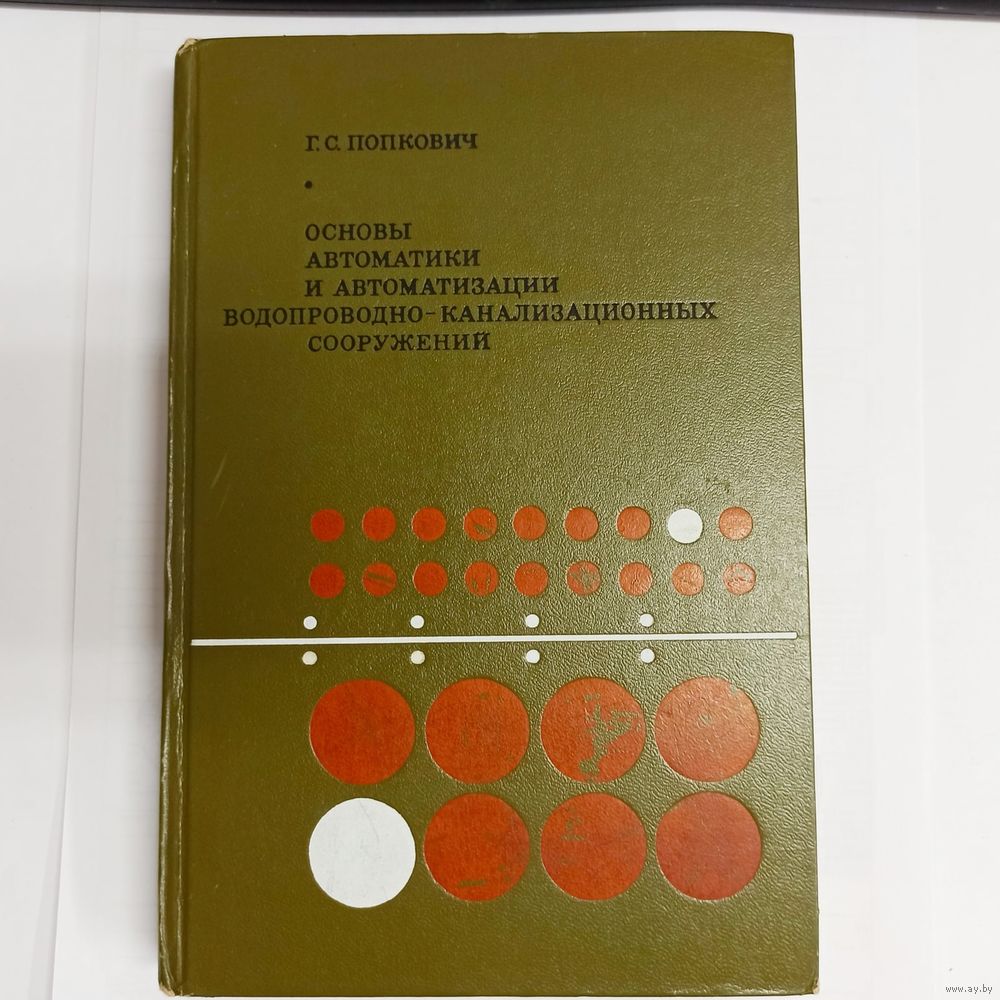 Г. С. ПОПКОВИЧ
ОСНОВЫ
АВТОМАТИКИ
И АВТОМАТИЗАЦИИ
ВОДОПРОВОДНО-КАНАЛИЗАЦИОННЫХ
СООРУЖЕНИЙ
www.ay.by